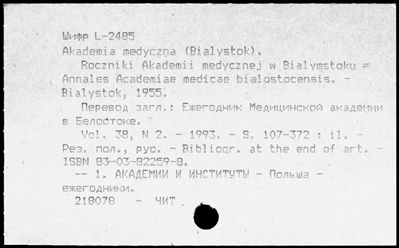 Шифр L-2485
Akademia medyczna (Bialystok).
Roczniki Akademii medycznej w Bialymstoku =
Annales Academiae medicae bialostocensis. -
Bialystok, 1955.
Перевод загл.: Ежегодник Медицинской академии
в Белостоке.
Vol. 38, N 2. - 1993. - S. 107-372 : il. -
Рез. пол., рус. - Bibliogr. at the end of art. -
ISBN 83-03-82259-8.
-- 1. АКАДЕМИИ И ИНСТИТУТЫ - Польша -
ежегодники.
218078 - ЧИТ